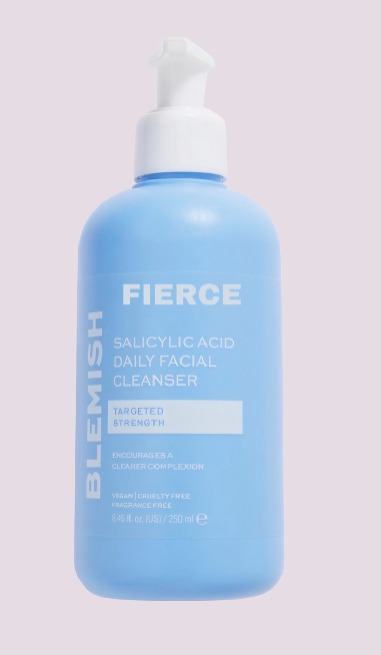 FIERCE
BLEMISH
SALICYLIC ACID
DAILY FACIAL
CLEANSER
TARGETED
STRENGTH
ENCOURAGES A
CLEARER COMPLEXION
VEGAN | CRUELTY FREE
FRAGRANCE FREE
8.45 fl. oz. (US) / 250 ml ℮